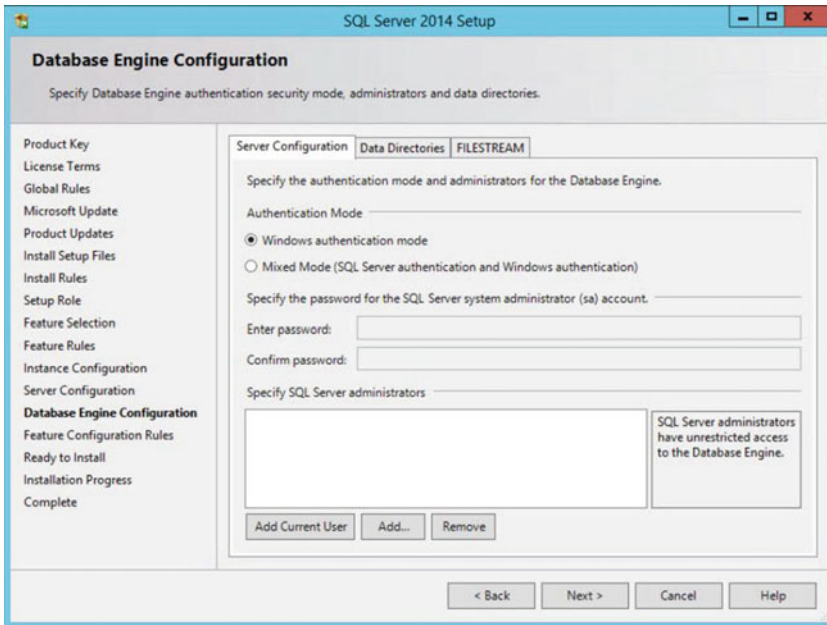 SQL Server 2014 Setup
Database Engine Configuration
Specify Database Engine authentication security mode, administrators and data directories.
Product Key
License Terms
Global Rules
Microsoft Update
Product Updates
Install Setup Files
Install Rules
Setup Role
Feature Selection
Feature Rules
Instance Configuration
Server Configuration
Database Engine Configuration
Feature Configuration Rules
Ready to Install
Installation Progress
Complete
Server Configuration Data Directories FILESTREAM
Specify the authentication mode and administrators for the Database Engine.
Authentication Mode
Windows authentication mode
Mixed Mode (SQL Server authentication and Windows authentication)
Specify the password for the SQL Server system administrator (sa) account.
Enter password:
Confirm password:
Specify SQL Server administrators
SQL Server administrators
have unrestricted access
to the Database Engine.
Add Current User Add... Remove
< Back Next > Cancel Help